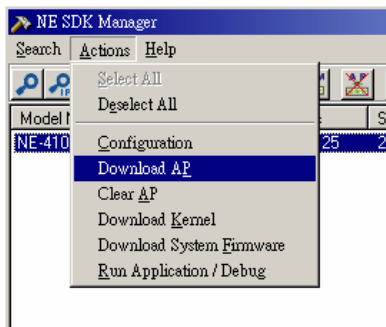 NE SDK Manager
Search Actions Help
Select All
Deselect All
Model
NE-410
25
Configuration
Download AP
Clear AP
Download Kernel
Download System Firmware
Run Application / Debug